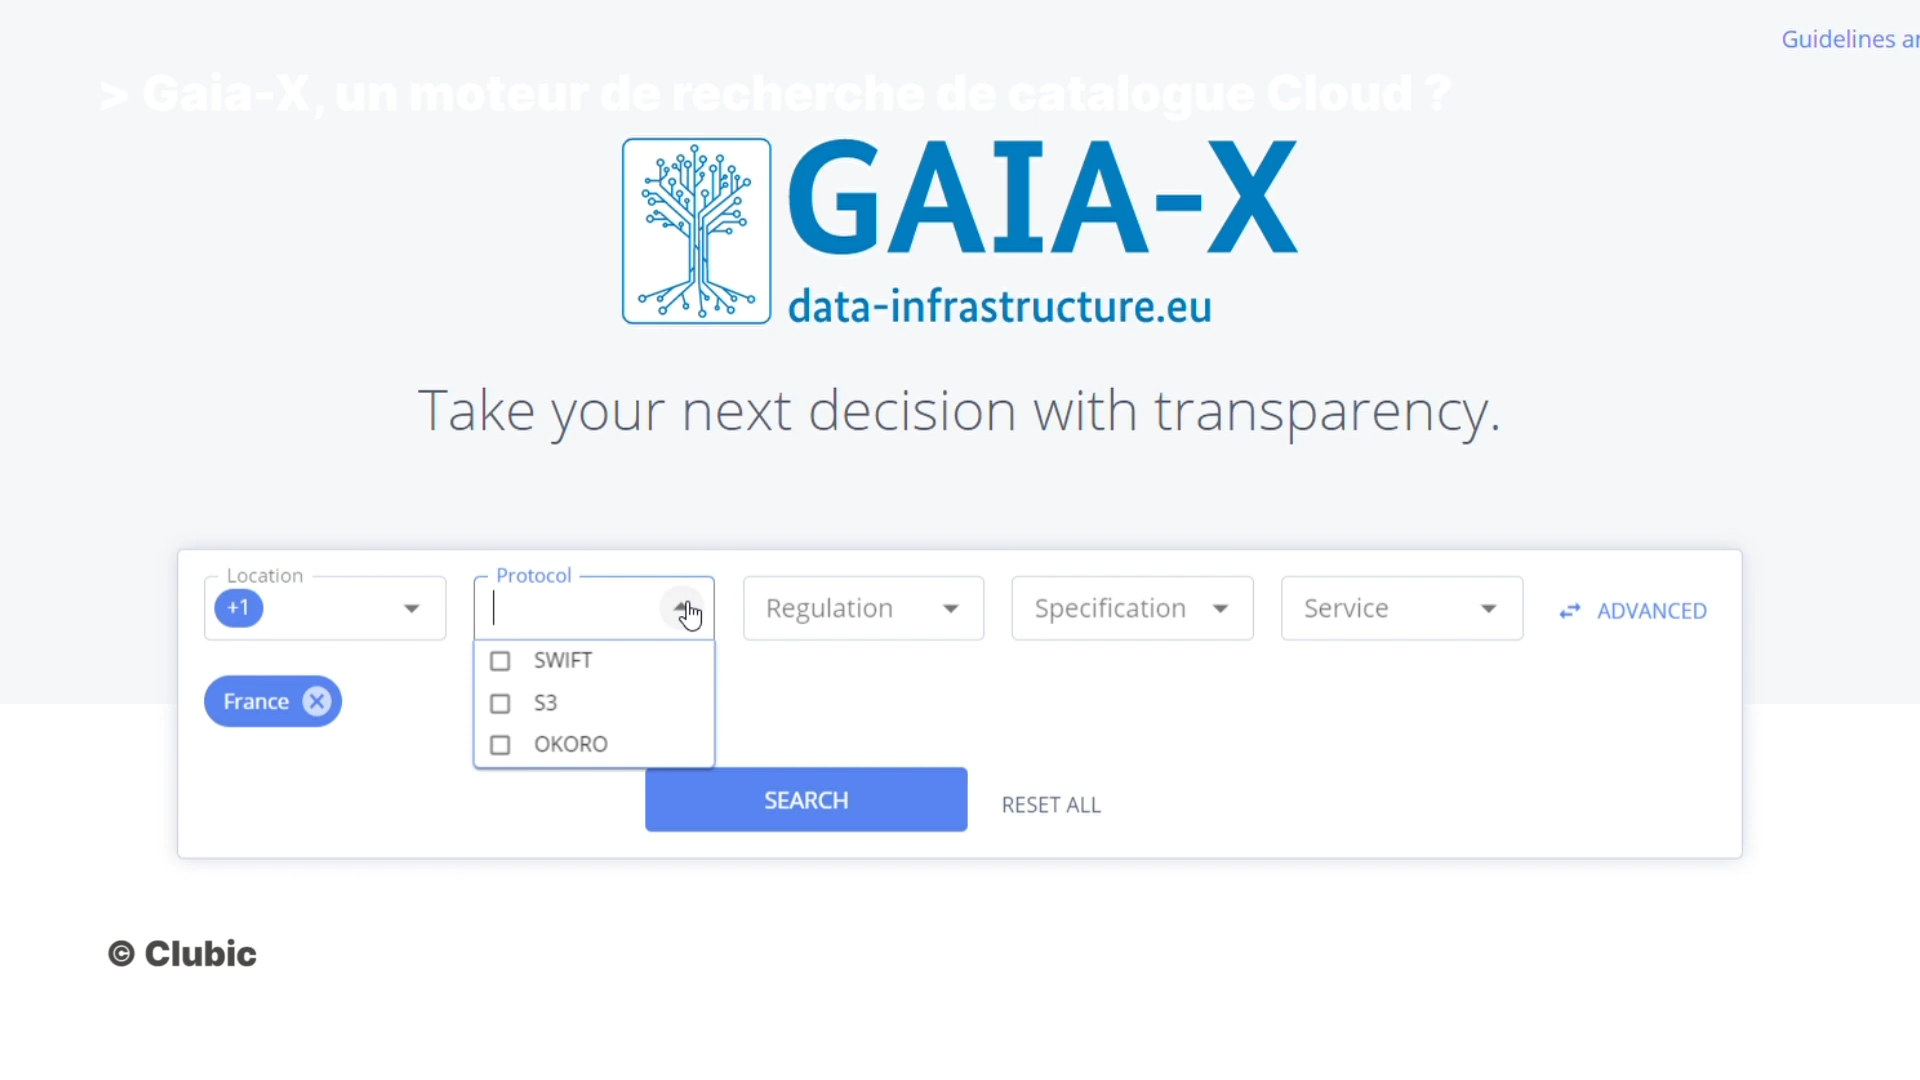 Guidelines a
> Gaia-X, un moteur de recherche de catalogue Cloud ?
GAIA-X
data-infrastructure.eu
Take your next decision with transparency.
Location
+1
Protocol
Regulation
Specification
Service
ADVANCED
SWIFT
S3
OKORO
France
SEARCH
RESET ALL
© Clubic